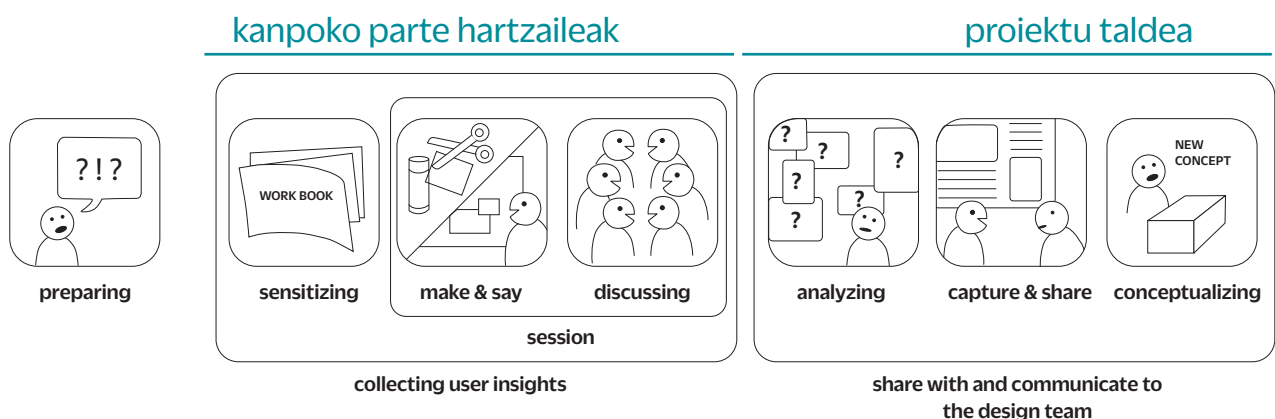 kanpoko parte hartzaileak
proiektu taldea
?!?
preparing
WORK BOOK
sensitizing
make & say
discussing
session
collecting user insights
?
?
?
?
?
?
analyzing
capture & share
NEW
CONCEPT
conceptualizing
share with and communicate to
the design team